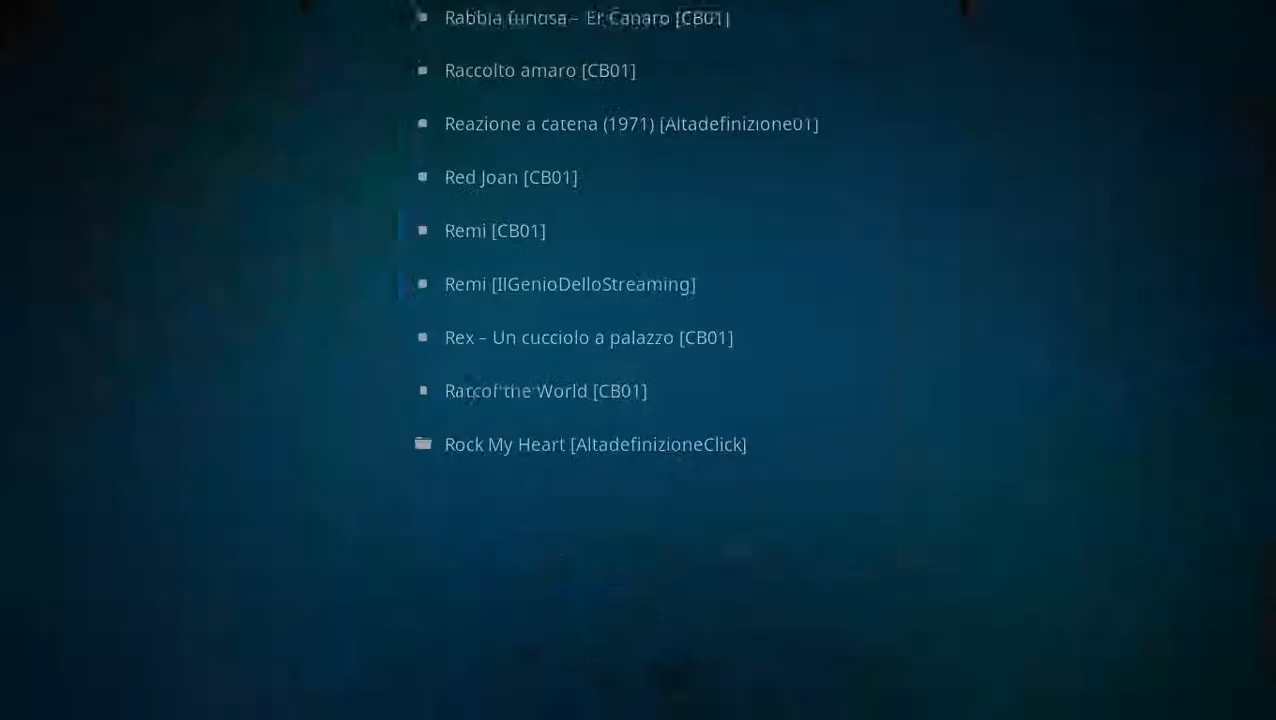 Rabbia furiosa – Er Canaro [CB01]
Raccolto amaro [CB01]
Reazione a catena (1971) [Altadefinizione01]
Red Joan [CB01]
Remi [CB01]
Remi [IlGenioDelloStreaming]
Rex – Un cucciolo a palazzo [CB01]
the World [CB01]
Rock My Heart [AltadefinizioneClick]